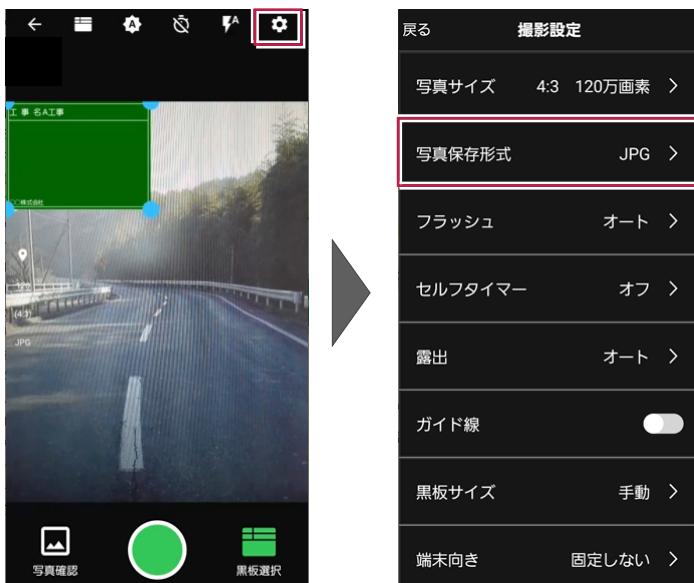 工 事 名A工事
〇〇株式会社
(4:3)
JPG
写真確認
黒板選択
戻る
撮影設定
写真サイズ 4:3 120万画素
写真保存形式 JPG
フラッシュ オート
セルフタイマー オフ
露出 オート
ガイド線
黒板サイズ 手動
端末向き 固定しない